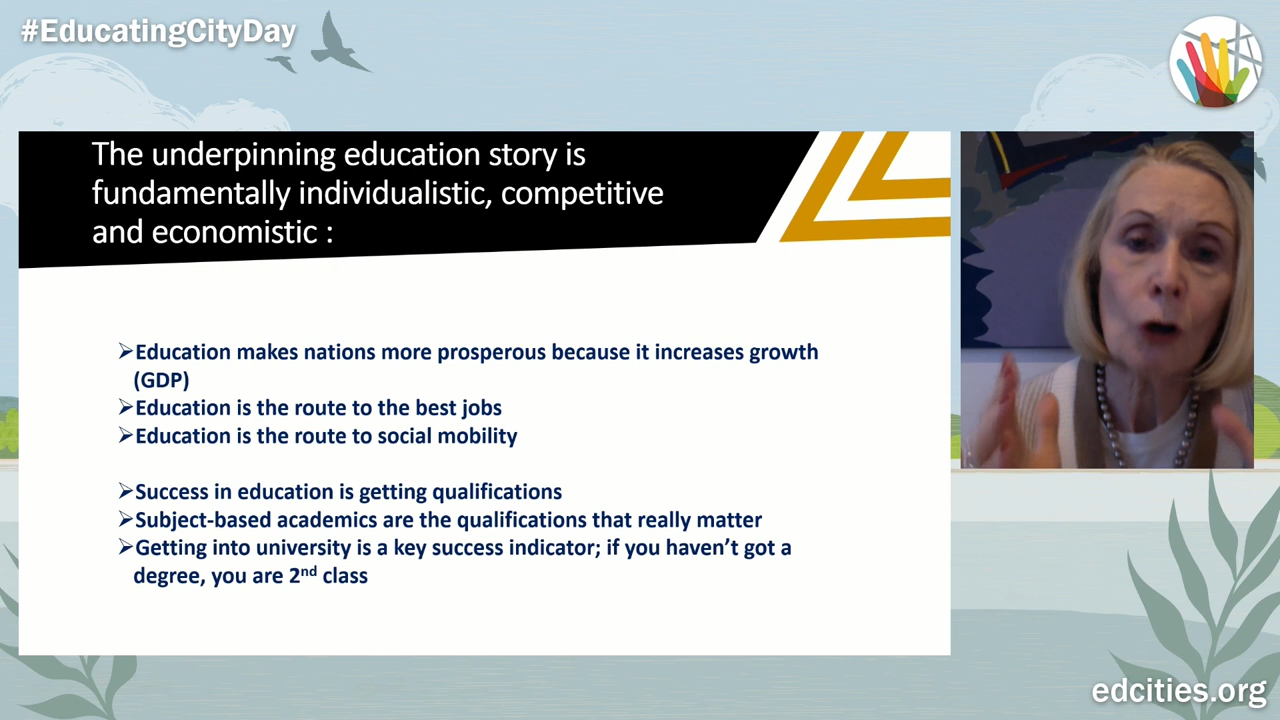 #EducatingCityDay
The underpinning education story is
fundamentally individualistic, competitive
and economistic :
➢Education makes nations more prosperous because it increases growth
(GDP)
➢Education is the route to the best jobs
➢Education is the route to social mobility
➢Success in education is getting qualifications
➢Subject-based academics are the qualifications that really matter
➢Getting into university is a key success indicator; if you haven’t got a
degree, you are 2nd class
edcities.org